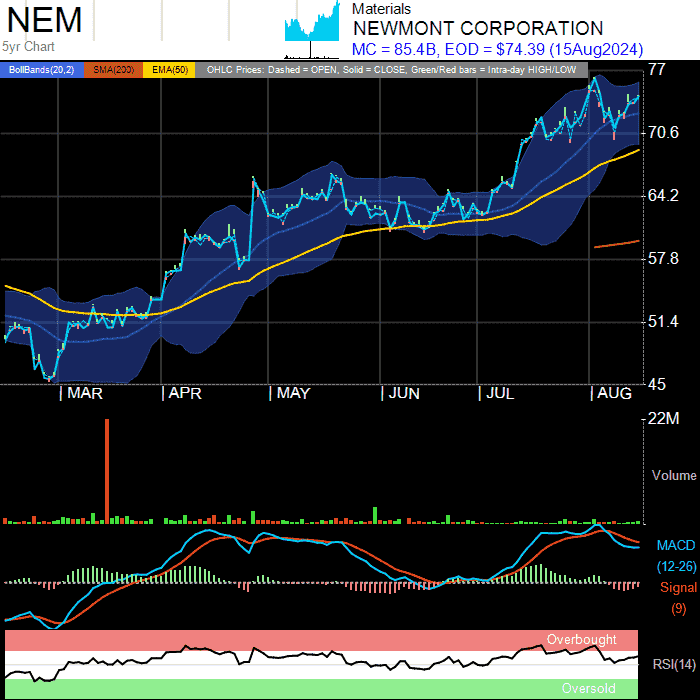 NEM
5yr Chart
Materials
NEWMONT CORPORATION
MC = 85.4B, EOD = $74.39 (15Aug2024)
BollBands(20,2) SMA(200) EMA(50) OHLC Prices: Dashed = OPEN, Solid = CLOSE, Green/Red bars = Intra-day HIGH/LOW
77
70.6
64.2
57.8
51.4
45
MAR APR MAY JUN JUL AUG
22M
Volume
MACD
(12-26)
Signal
(9)
Overbought
RSI(14)
Oversold